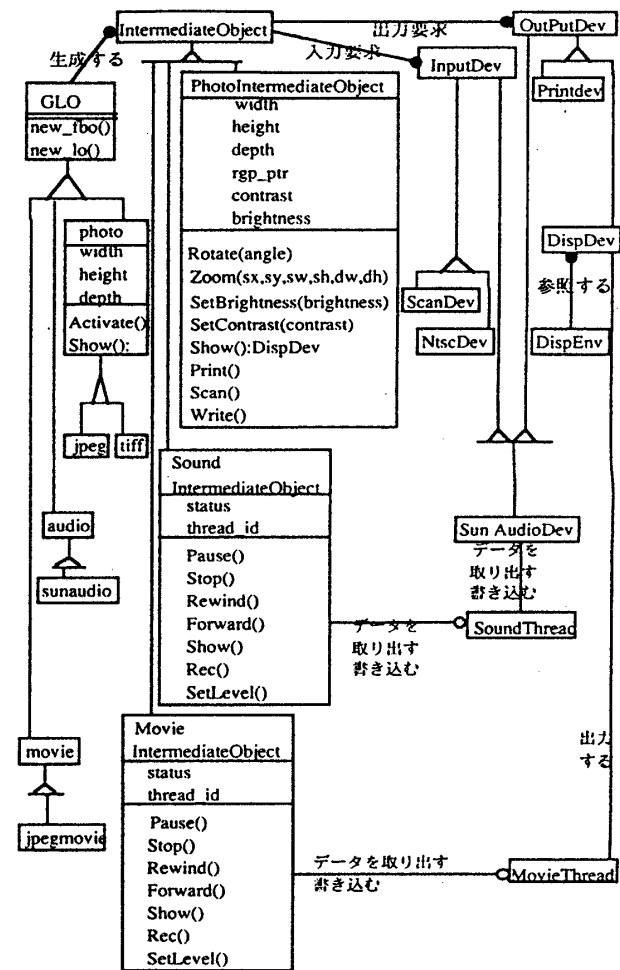 IntermediateObject
出力要求
OutPutDev
生成する
入力要求
InputDev
Printdev
GLO
new_fbo()
new_lo()
PhotoIntermediateObject
width
height
depth
rgp_ptr
contrast
brightness
Rotate(angle)
Zoom(sx,sy,sw,sh,dw,dh)
SetBrightness(brightness)
SetContrast(contrast)
Show():DispDev
Print()
Scan()
Write()
photo
width
height
depth
Activate()
Show():
jpeg
tiff
DispDev
参照する
DispEnv
ScanDev
NtscDev
Sound
IntermediateObject
status
thread_id
Pause()
Stop()
Rewind()
Forward()
Show()
Rec()
SetLevel()
audio
sunaudio
Sun AudioDev
データを
取り出す
書き込む
SoundThread
データを
取り出す
書き込む
movie
jpegmovie
Movie
IntermediateObject
status
thread_id
Pause()
Stop()
Rewind()
Forward()
Show()
Rec()
SetLevel()
出力
する
データを取り出す
書き込む
MovieThread